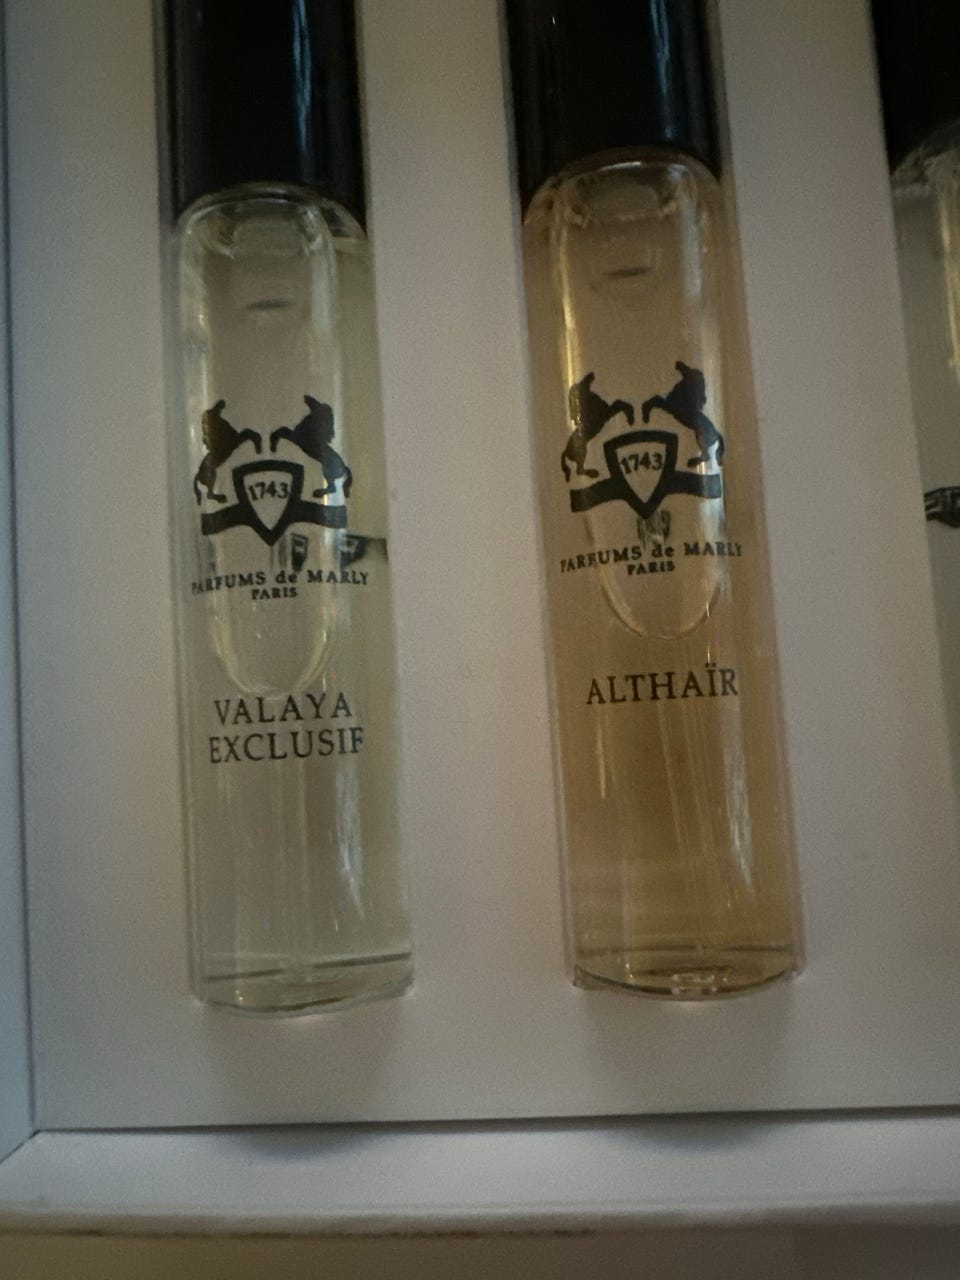 1743
PARFUMS de MARLY
PARIS
VALAYA
EXCLUSIF
1743
PARFUMS de MARLY
PARIS
ALTHAÏR